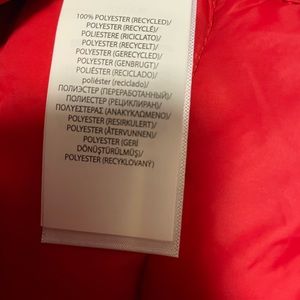 100% POLYESTER (RECYCLED)/
POLYESTER (RECYCLÉ)/
POLIESTERE (RICICLATO)/
POLYESTER (RECYCELT)/
POLYESTER (GERECYCLED)/
POLYESTER (GENBRUGT)/
POLIÉSTER (RECICLADO)/
poliéster (reciclado)/
ПОЛИЭСТЕР (ПЕРЕРАБОТАННЫЙ)/
ПОЛИЕСТЕР (РЕЦИКЛИРАН)/
ΠΟΛΥΕΣΤΕΡΑΣ (ΑΝΑΚΥΚΛΩΜΕΝΟ)/
POLYESTER (RESIRKULERT)/
POLYESTER (ÅTERVUNNEN)/
POLYESTER (GERİ
DÖNÜŞTÜRÜLMÜŞ)/
POLYESTER (RECYKLOVANÝ)